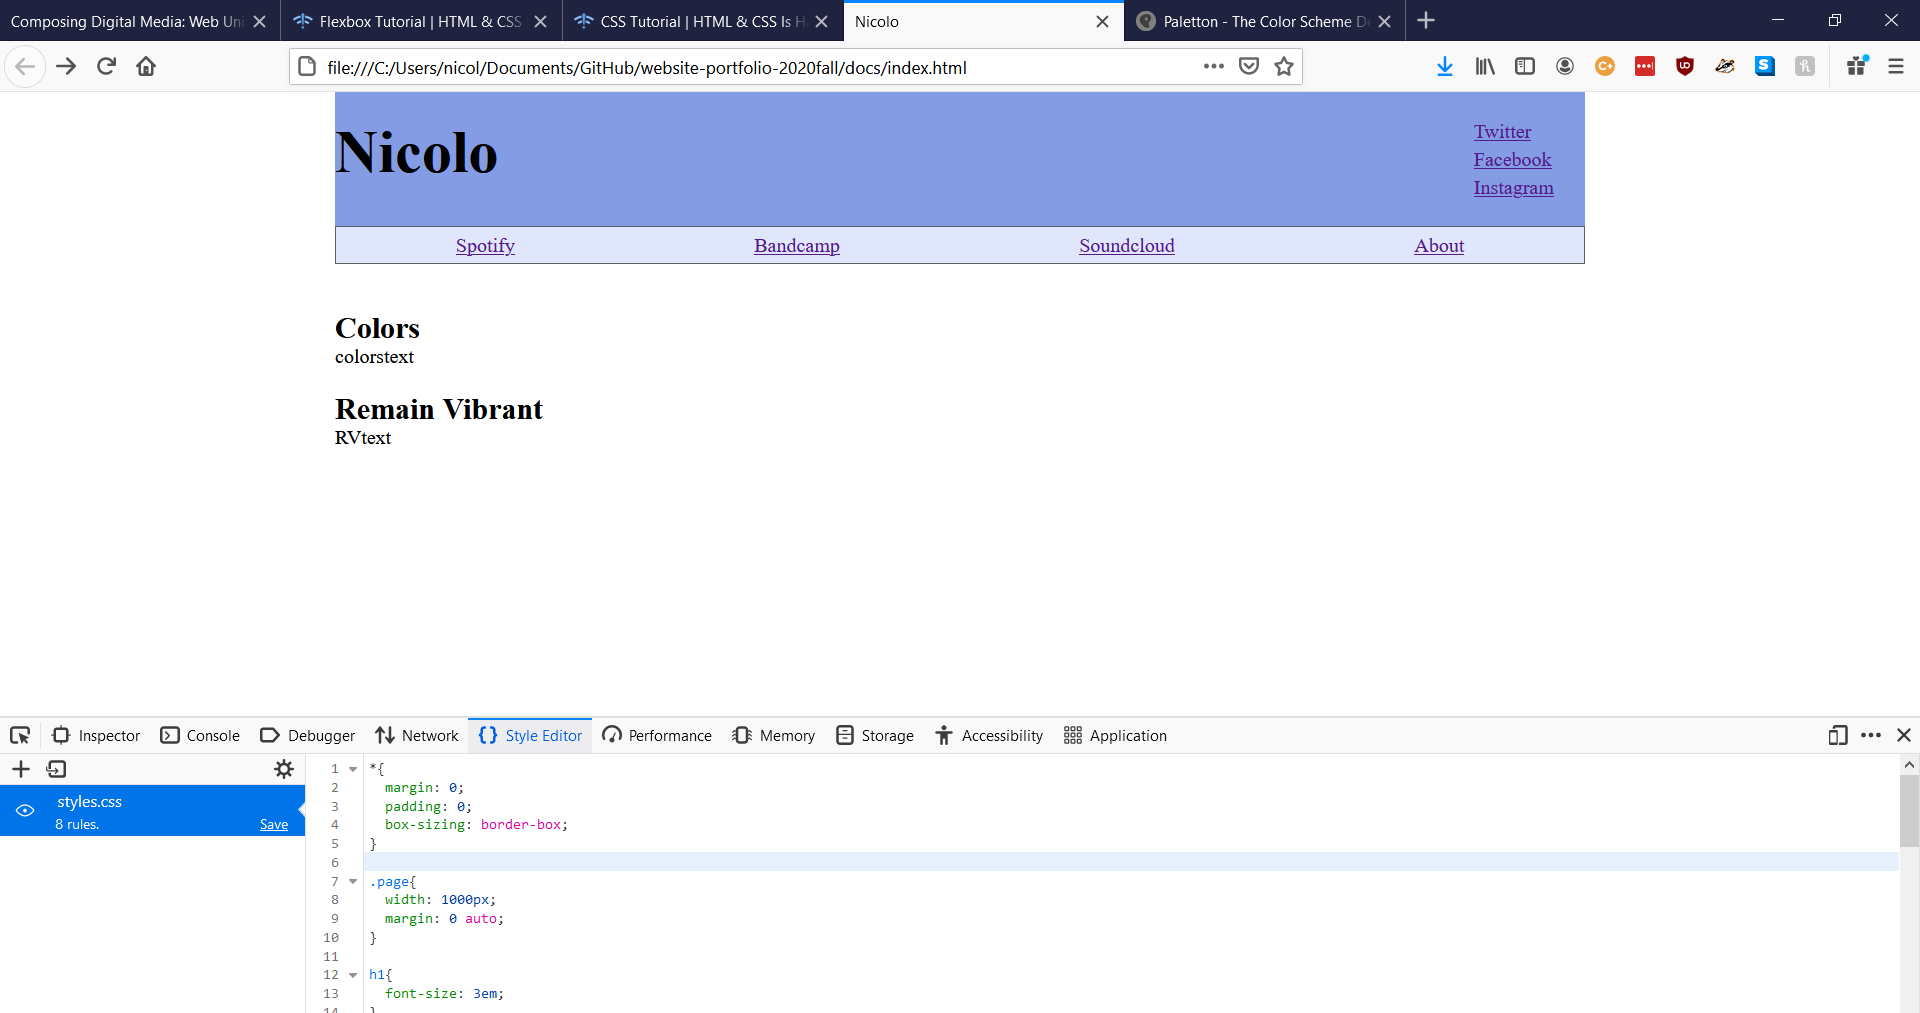 Composing Digital Media: Web Uni
Flexbox Tutorial | HTML & CSS
CSS Tutorial | HTML & CSS Is H
Nicolo
Paletton - The Color Scheme De
file:///C:/Users/nicol/Documents/GitHub/website-portfolio-2020fall/docs/index.html
Nicolo
Twitter
Facebook
Instagram
Spotify Bandcamp Soundcloud About
Colors
colorstext
Remain Vibrant
RVtext
Inspector Console Debugger Network Style Editor Performance Memory Storage Accessibility Application
styles.css
8 rules. Save
1 *{
2 margin: 0;
3 padding: 0;
4 box-sizing: border-box;
5 }
6
7 .page{
8 width: 1000px;
9 margin: 0 auto;
10 }
11
12 h1{
13 font-size: 3em;
14 }